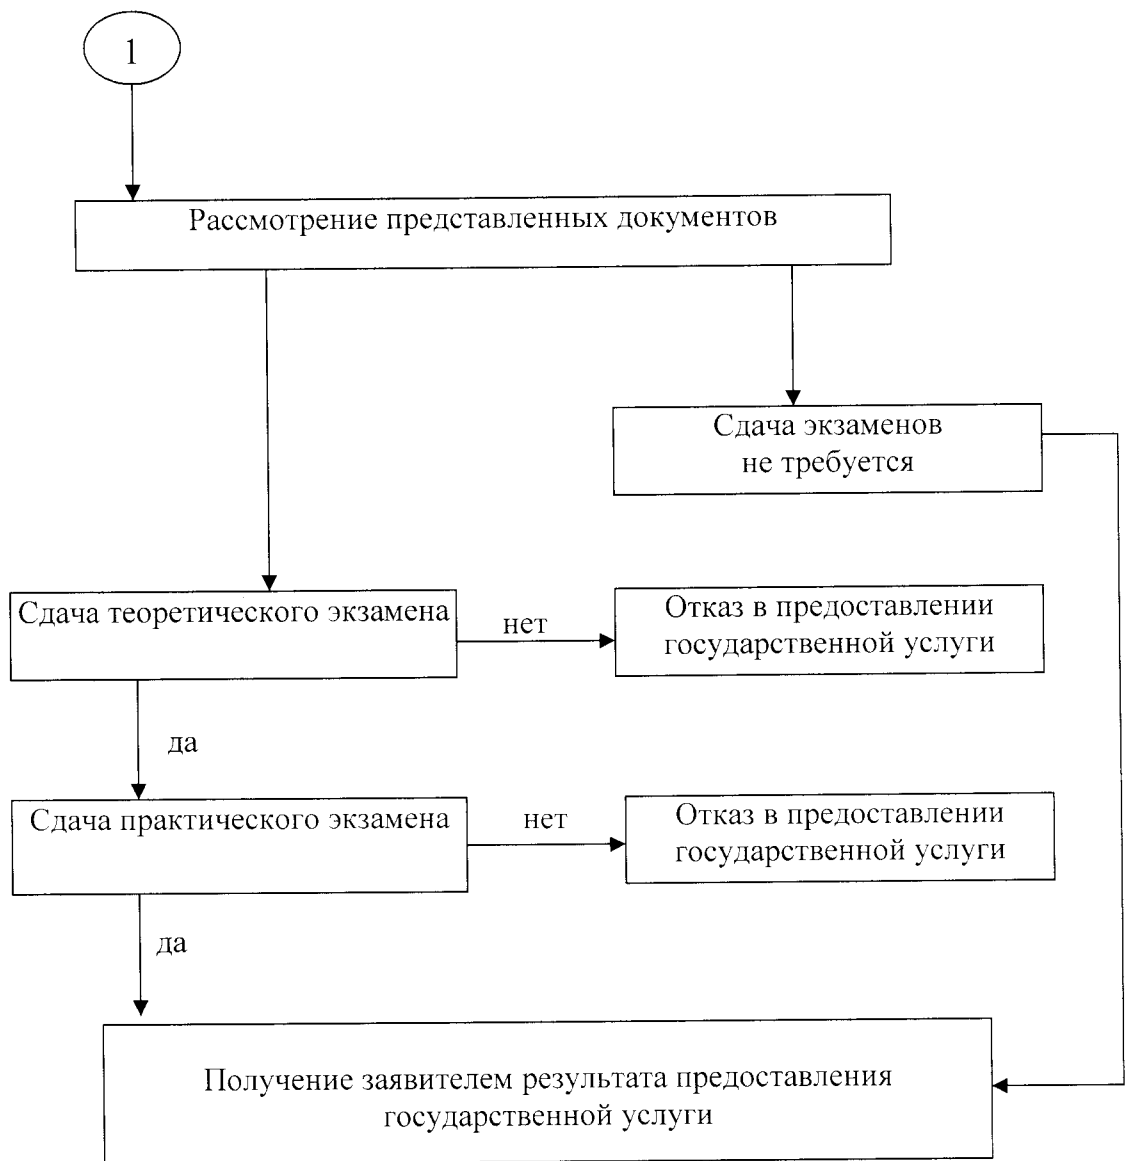 1
Рассмотрение представленных документов
Сдача экзаменов
не требуется
Сдача теоретического экзамена
нет
Отказ в предоставлении
государственной услуги
да
Сдача практического экзамена
нет
Отказ в предоставлении
государственной услуги
да
Получение заявителем результата предоставления
государственной услуги